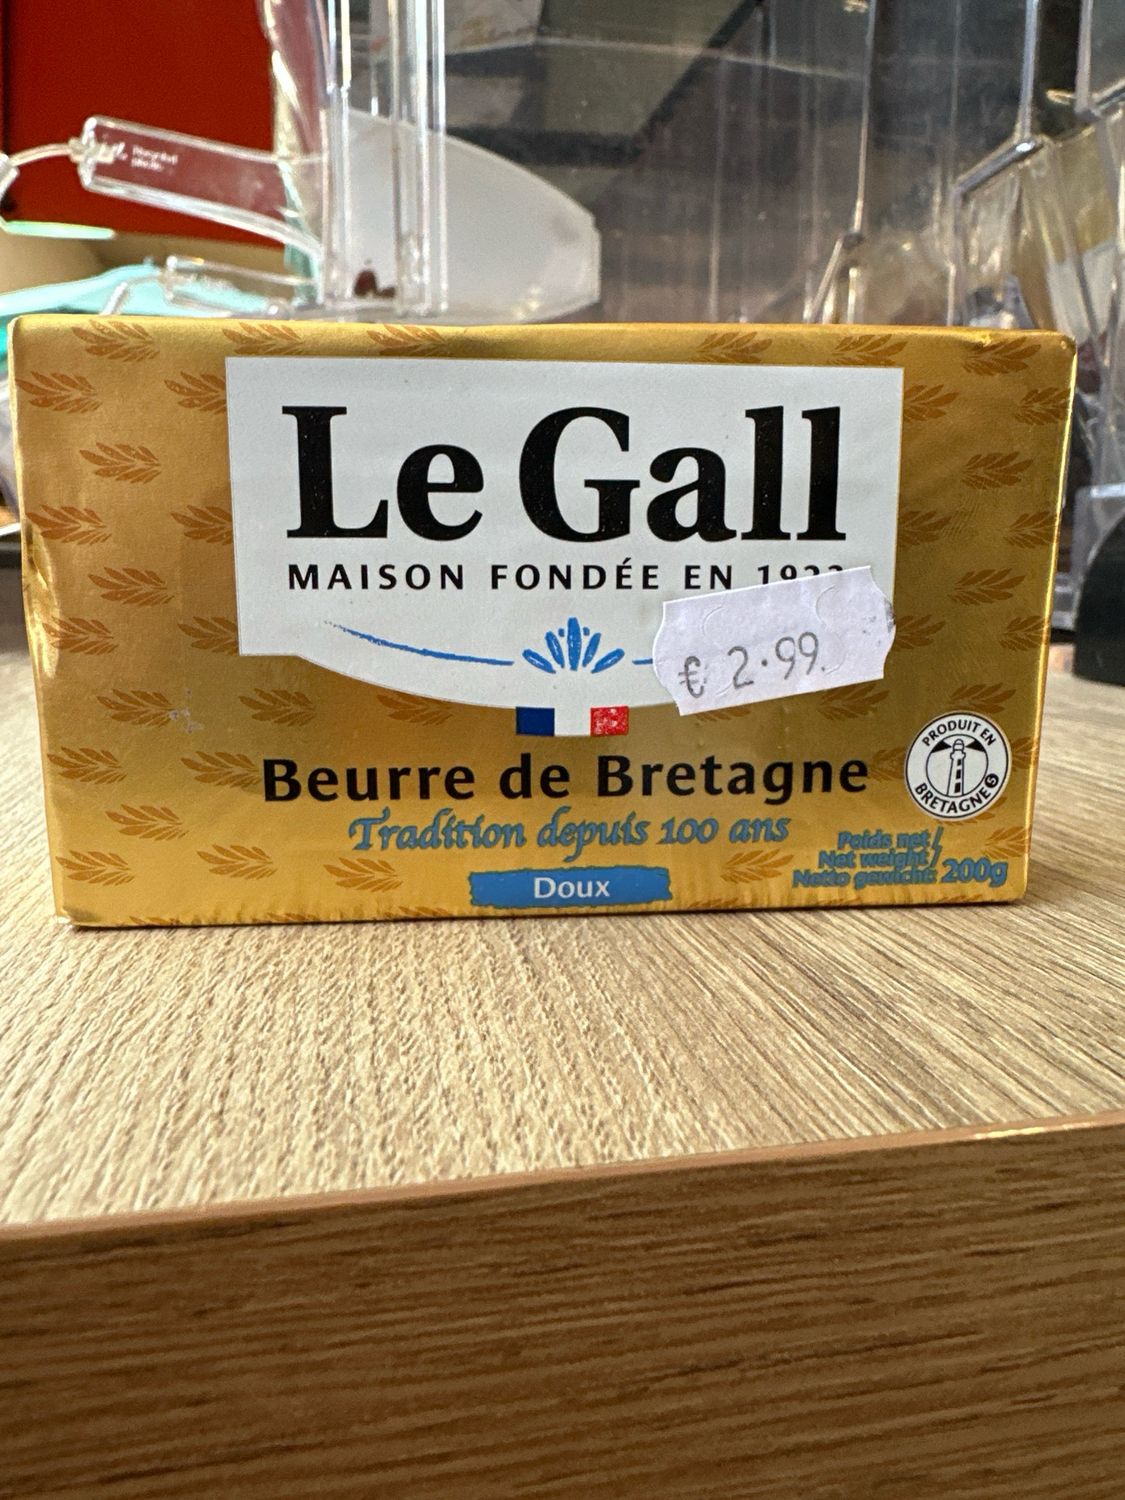 Le Gall
MAISON FONDÉE EN
€ 2.99
PRODUIT EN
BRETAGNE
Beurre de Bretagne
Tradition depuis 100 ans
Doux
Poids net /
Net weight /
Netto gewicht: 200g